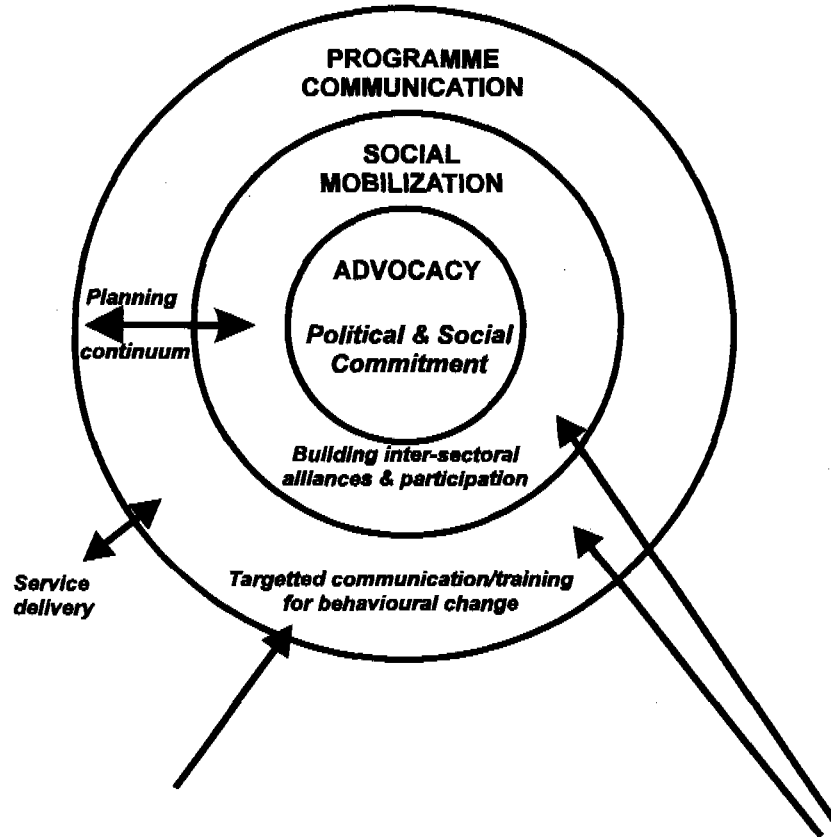 PROGRAMME
COMMUNICATION
SOCIAL
MOBILIZATION
ADVOCACY
Political & Social
Commitment
Planning
continuum
Building inter-sectoral
alliances & participation
Targetted communication/training
for behavioural change
Service
delivery